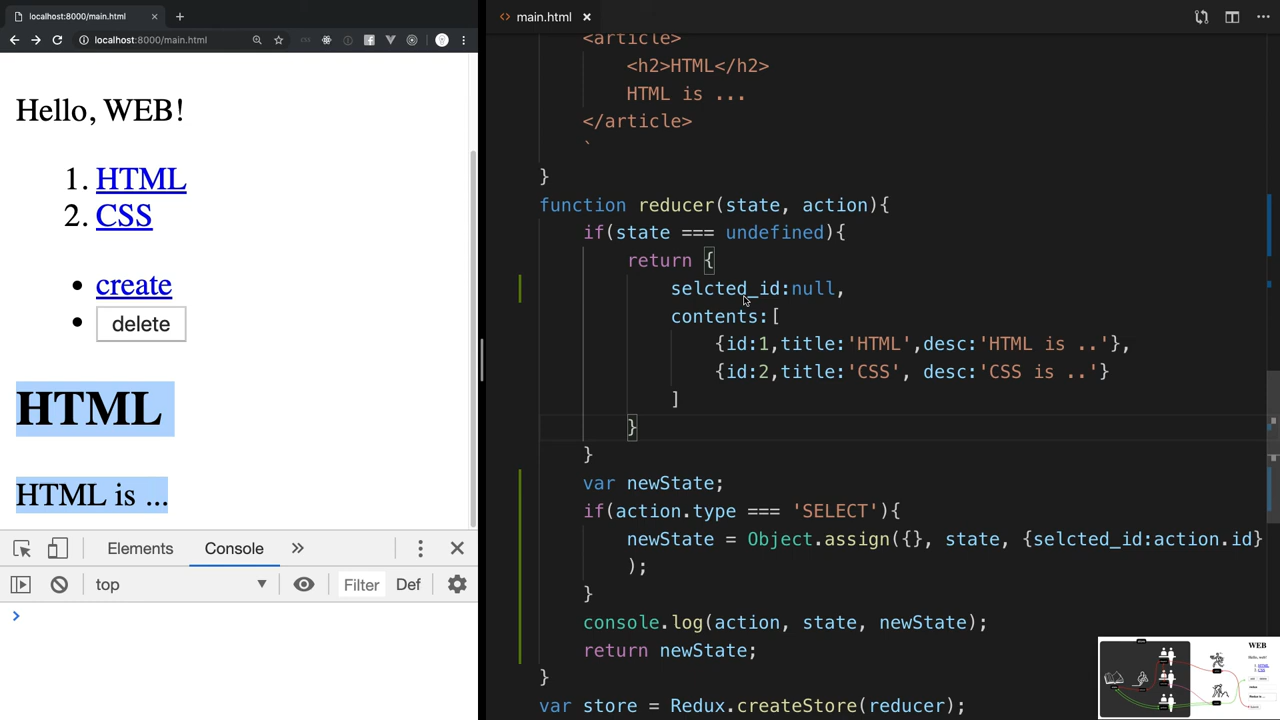 localhost:8000/main.html
localhost:8000/main.html
Hello, WEB!
1. HTML
2. CSS
create
delete
HTML
HTML is ...
Elements
Console
top
Filter
Def
main.html
<article>
<h2>HTML</h2>
HTML is ...
</article>
`
}
function reducer(state, action){
if(state === undefined){
return {
selcted_id:null,
contents:[
{id:1,title:'HTML',desc:'HTML is ..'},
{id:2,title:'CSS', desc:'CSS is ..'}
]
}
}
var newState;
if(action.type === 'SELECT'){
newState = Object.assign({}, state, {selcted_id:action.id}
);
}
console.log(action, state, newState);
return newState;
}
var store = Redux.createStore(reducer);
WEB